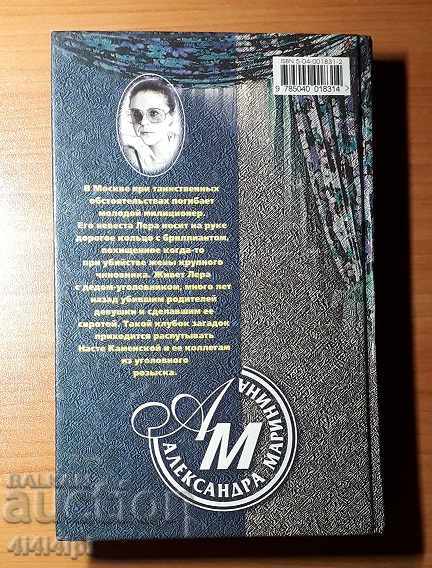 ISBN 5-04-001831-2
9 785040 018314 >
В Москве при таинственных
обстоятельствах погибает
молодой милиционер.
Его невеста Лера носит на руке
дорогое кольцо с бриллиантом,
похищенное когда-то
при убийстве жены крупного
чиновника. Живет Лера
с дедом-уголовником, много лет
назад убившим родителей
девушки и сделавшим ее
сиротой. Такой клубок загадок
приходится распутывать
Насте Каменской и ее коллегам
из уголовного
розыска.
АМ
АЛЕКСАНДРА МАРИНИНА
BALKAN
auction
414141pl